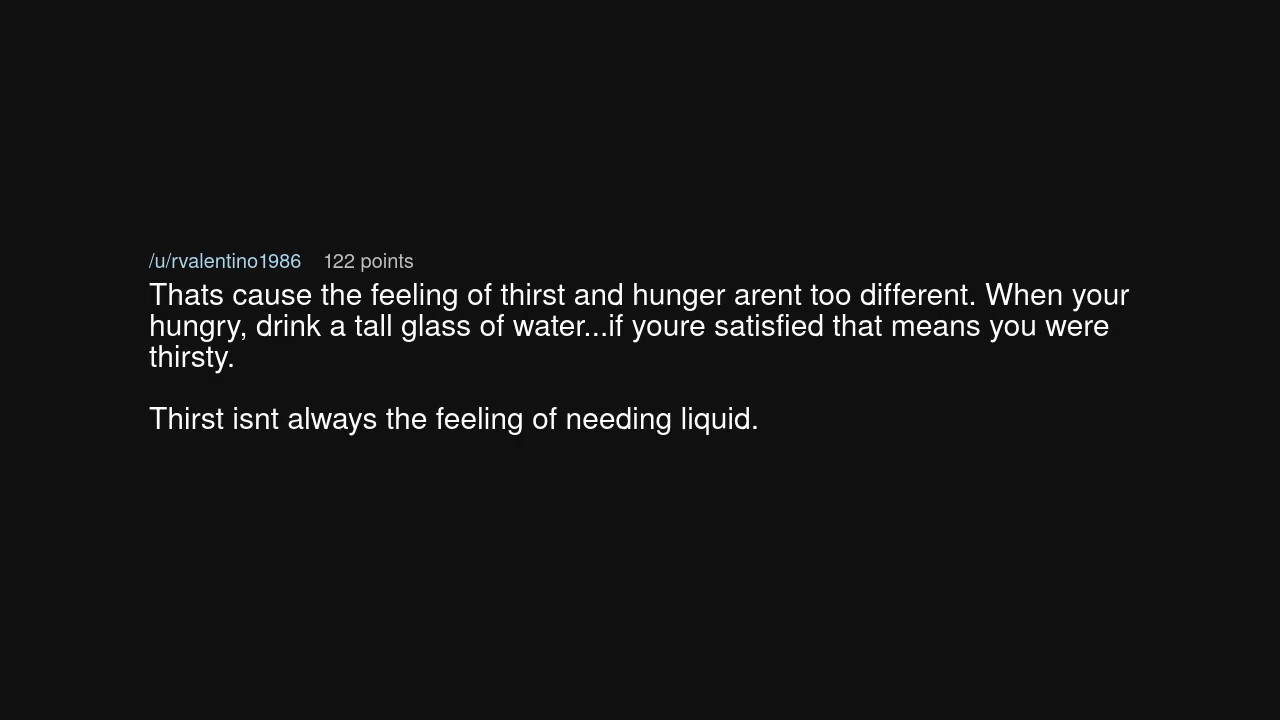 /u/rvalentino1986 122 points
Thats cause the feeling of thirst and hunger arent too different. When your
hungry, drink a tall glass of water...if youre satisfied that means you were
thirsty.
Thirst isnt always the feeling of needing liquid.